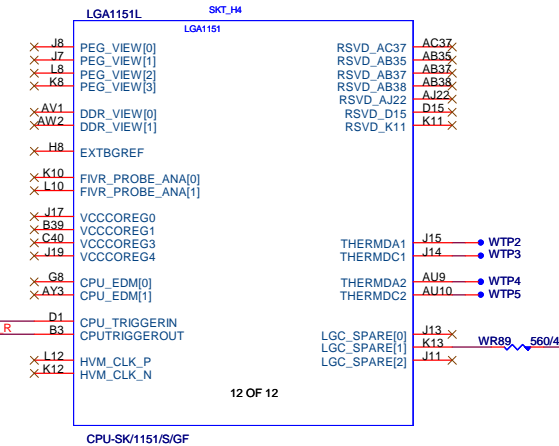 LGA1151L
SKT_H4
LGA1151
J8 PEG_VIEW[0] RSVD_AC37 AC37
J7 PEG_VIEW[1] RSVD_AB35 AB35
L8 PEG_VIEW[2] RSVD_AB37 AB37
K8 PEG_VIEW[3] RSVD_AB38 AB38
RSVD_AJ22 AJ22
AV1 DDR_VIEW[0] RSVD_D15 D15
AW2 DDR_VIEW[1] RSVD_K11 K11
H8 EXTBGREF
K10 FIVR_PROBE_ANA[0]
L10 FIVR_PROBE_ANA[1]
J17 VCCCOREG0
B39 VCCCOREG1
C40 VCCCOREG3 THERMDA1 J15 WTP2
J19 VCCCOREG4 THERMDC1 J14 WTP3
G8 CPU_EDM[0] THERMDA2 AU9 WTP4
AY3 CPU_EDM[1] THERMDC2 AU10 WTP5
D1 CPU_TRIGGERIN
R B3 CPUTRIGGEROUT LGC_SPARE[0] J13
LGC_SPARE[1] K13 WR89 560/4
L12 HVM_CLK_P LGC_SPARE[2] J11
K12 HVM_CLK_N
12 OF 12
CPU-SK/1151/S/GF